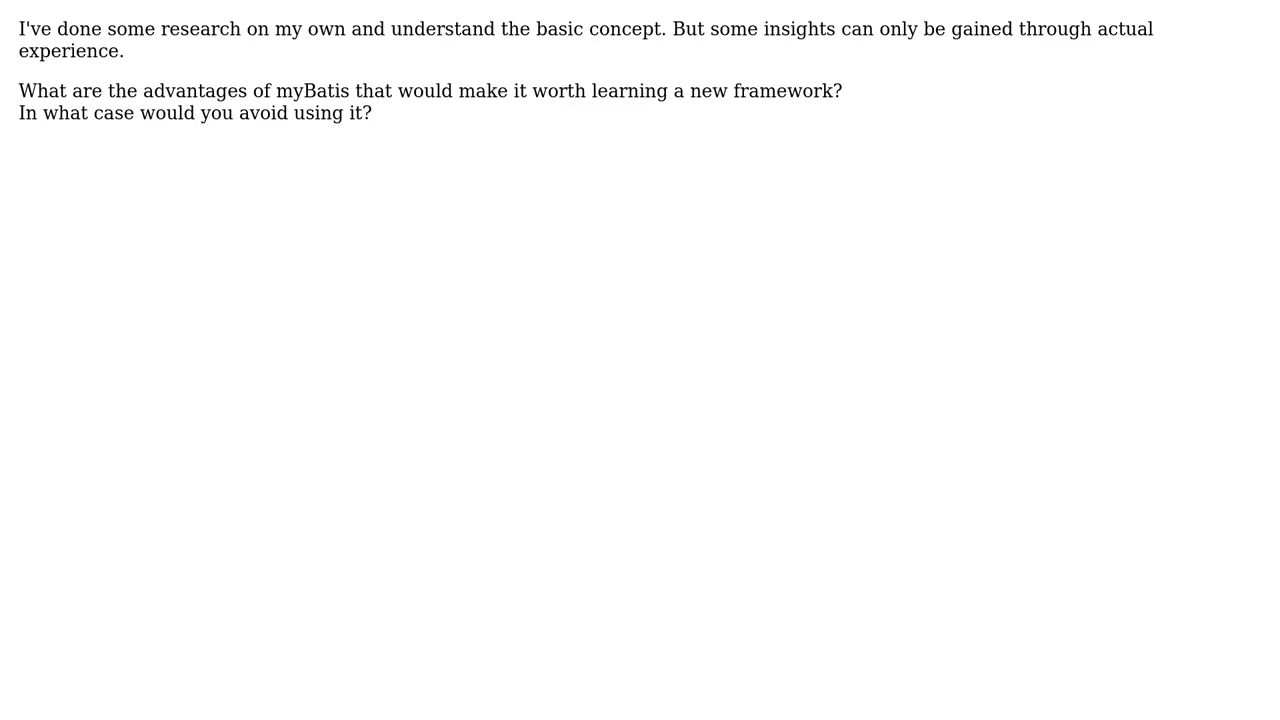 I've done some research on my own and understand the basic concept. But some insights can only be gained through actual
experience.
What are the advantages of myBatis that would make it worth learning a new framework?
In what case would you avoid using it?